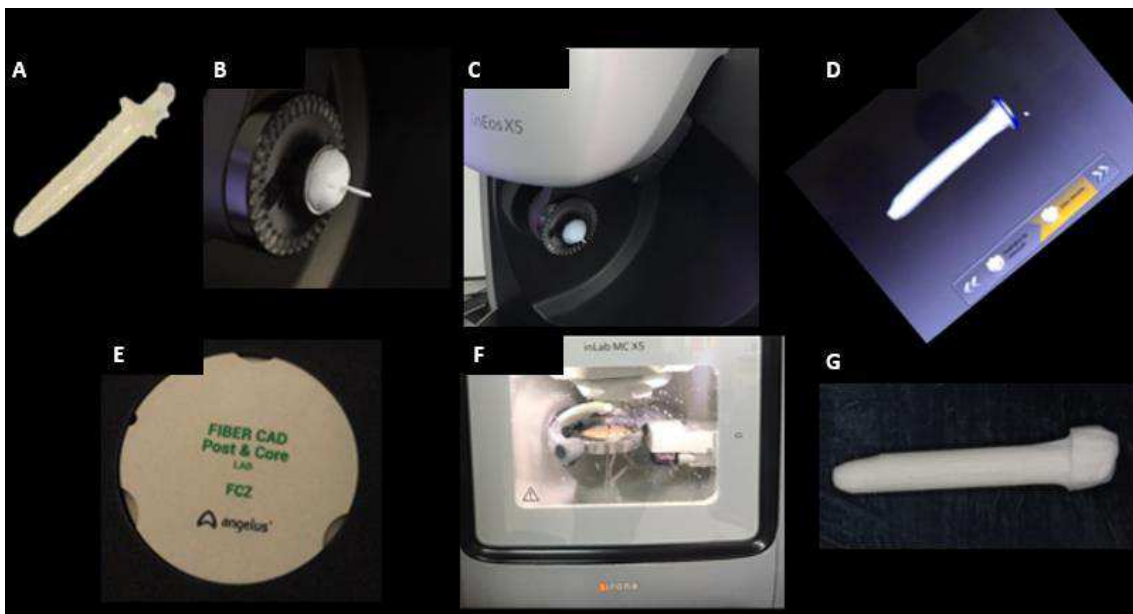 A
B
C
inEos X5
D
E
FIBER CAD
Post & Core
LAB
FCZ
angelus®
F
inLab MC X5
sirona
G